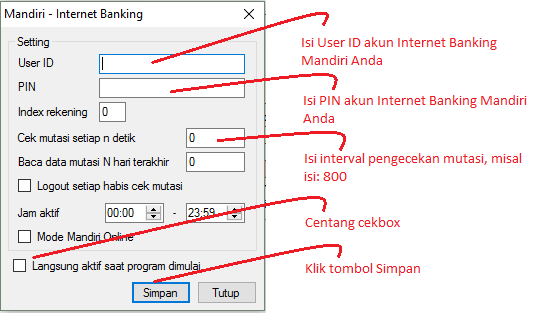 Mandiri - Internet Banking
Setting
User ID
PIN
Index rekening 0
Cek mutasi setiap n detik 0
Baca data mutasi N hari terakhir 0
Logout setiap habis cek mutasi
Jam aktif 00:00 - 23:59
Mode Mandiri Online
Langsung aktif saat program dimulai
Simpan Tutup
Isi User ID akun Internet Banking
Mandiri Anda
Isi PIN akun Internet Banking Mandiri
Anda
Isi interval pengecekan mutasi, misal
isi: 800
Centang cekbox
Klik tombol Simpan